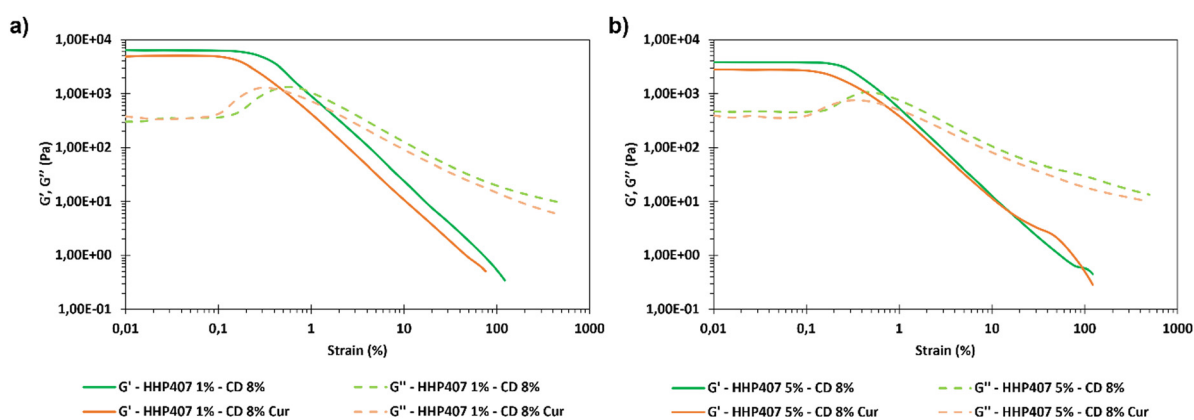 a)
1,00E+04
1,00E+03
1,00E+02
1,00E+01
1,00E+00
1,00E-01
G', G'' (Pa)
0,01 0,1 1 10 100 1000
Strain (%)
G' - HHP407 1% - CD 8% G'' - HHP407 1% - CD 8%
G' - HHP407 1% - CD 8% Cur G'' - HHP407 1% - CD 8% Cur
b)
1,00E+04
1,00E+03
1,00E+02
1,00E+01
1,00E+00
1,00E-01
G', G'' (Pa)
0,01 0,1 1 10 100 1000
Strain (%)
G' - HHP407 5% - CD 8% G'' - HHP407 5% - CD 8%
G' - HHP407 5% - CD 8% Cur G'' - HHP407 5% - CD 8% Cur